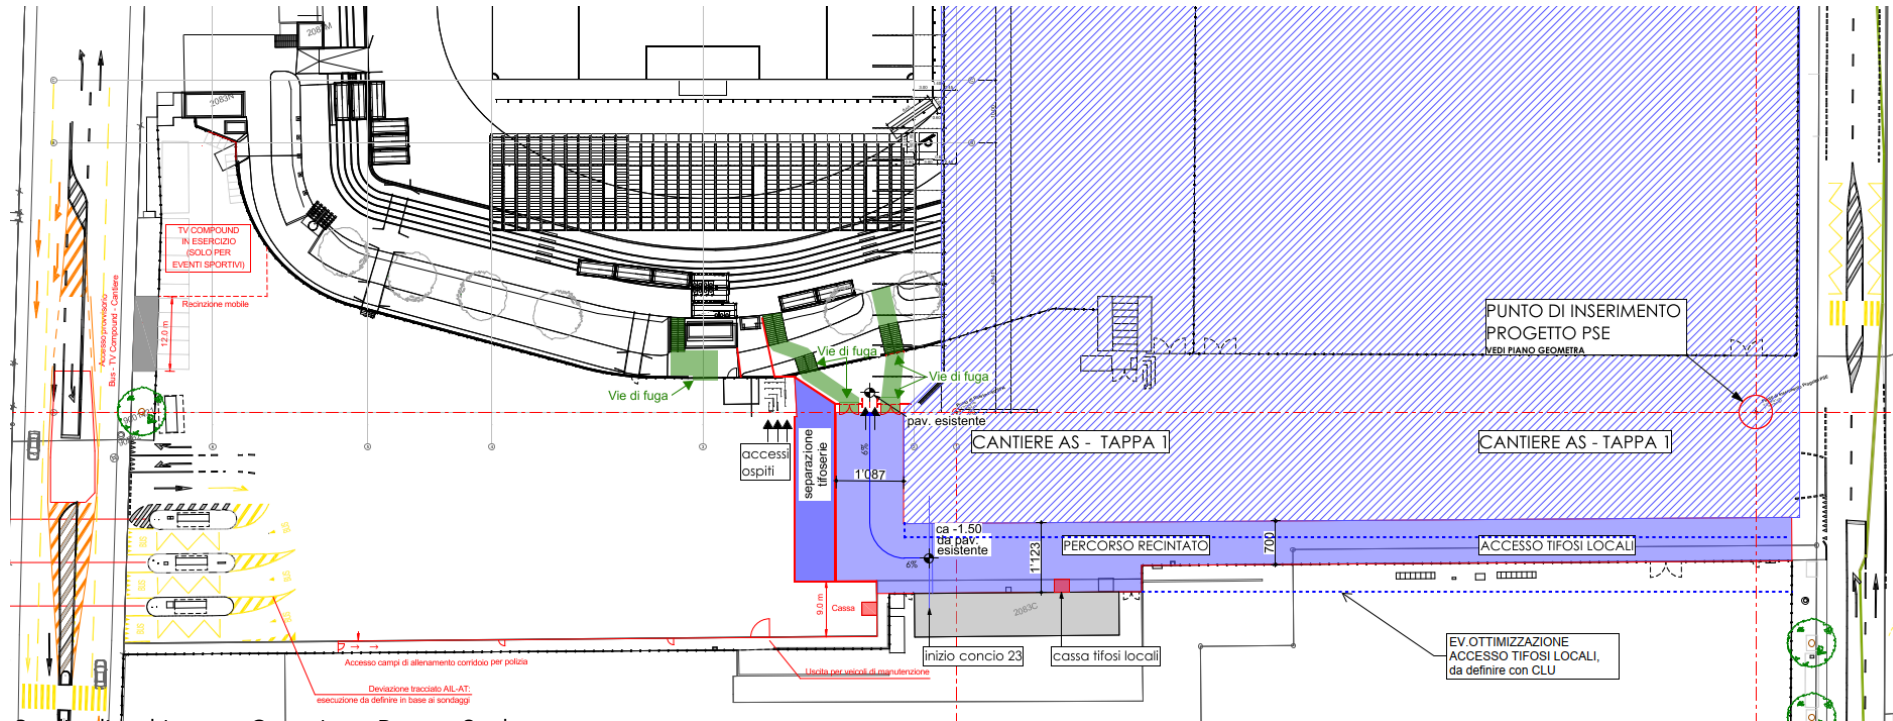 2083N
TV COMPOUND
IN ESERCIZIO
(SOLO PER
EVENTI SPORTIVI)
Recinzione mobile
Accesso provvisorio
Bus - TV Compound - Cantiere
12.0 m
Vie di fuga
Vie di fuga
Vie di fuga
pav. esistente
PUNTO DI INSERIMENTO
PROGETTO PSE
VEDI PIANO GEOMETRA
CANTIERE AS - TAPPA 1
CANTIERE AS - TAPPA 1
accessi
ospiti
separazione
tifoserie
6%
1'087
ca -1.50
da pav.
esistente
6%
1'123
PERCORSO RECINTATO
700
ACCESSO TIFOSI LOCALI
9.0 m
Cassa
2083C
inizio concio 23
cassa tifosi locali
EV.OTTIMIZZAZIONE
ACCESSO TIFOSI LOCALI,
da definire con CLU
Accesso campi di allenamento corridoio per polizia
Uscita per veicoli di manutenzione
Deviazione tracciato AIL-AT:
esecuzione da definire in base ai sondaggi